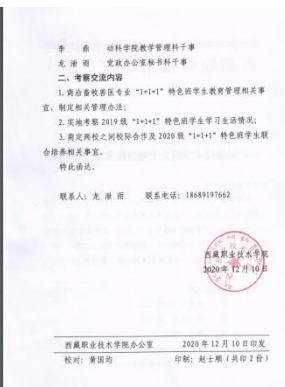 李 鼎 动科学院教学管理科干事
龙泄雨 党政办公室秘书科干事
二、考察交流内容
1.商洽畜牧兽医专业“1+1+1”特色班学生教育管理相关事
宜，制定相关管理办法；
2.实地考察2019级“1+1+1”特色班学生学习生活情况；
3.商定两校之间校际合作及2020级“1+1+1”特色班学生联
合培养相关事宜。
特此函达。
联系人：龙泄雨 联系电话：18689197662
西藏职业技术学院
2020年12月10日
西藏职业技术学院办公室 2020年12月10日印发
校对：黄国均 印制：赵士顺（共印2份）